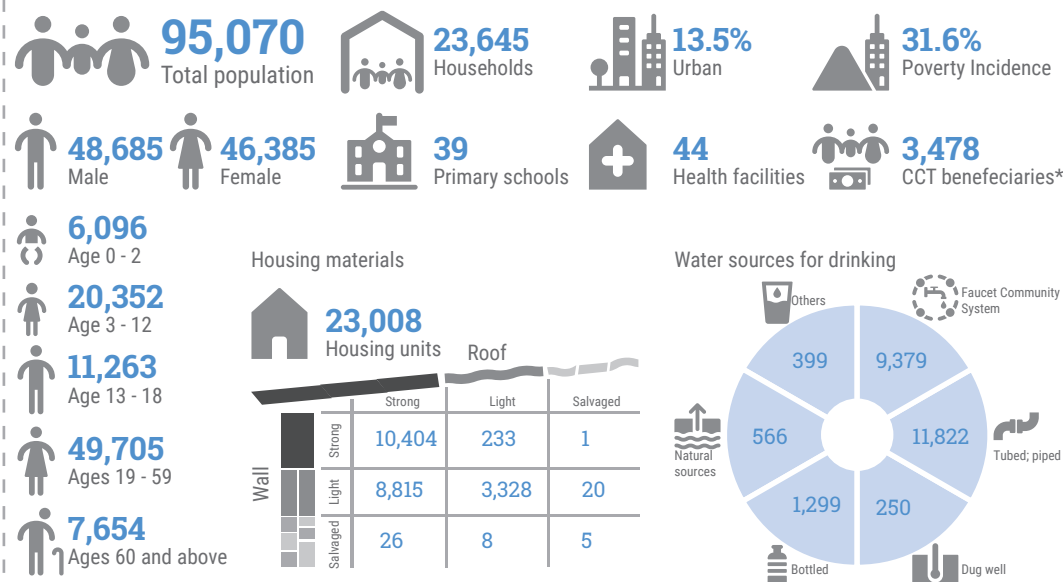 95,070
Total population
23,645
Households
13.5%
Urban
31.6%
Poverty Incidence
48,685
Male
46,385
Female
39
Primary schools
44
Health facilities
3,478
CCT benefeciaries*
6,096
Age 0 - 2
20,352
Age 3 - 12
11,263
Age 13 - 18
49,705
Ages 19 - 59
7,654
Ages 60 and above
Housing materials
23,008
Housing units
Roof
Strong Light Salvaged
Wall
Strong 10,404 233 1
Light 8,815 3,328 20
Salvaged 26 8 5
Water sources for drinking
Others
399
Faucet Community
System
9,379
Natural
sources
566
11,822
Tubed; piped
1,299
Bottled
250
Dug well